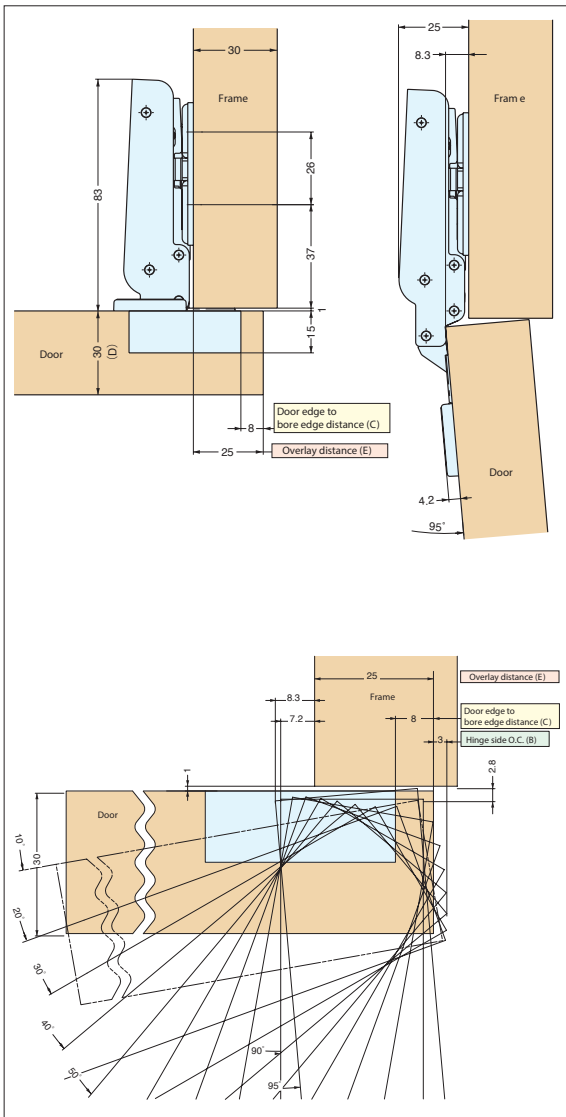 30
Frame
83
26
37
1
15
Door
30
(D)
Door edge to
bore edge distance (C)
8
25
Overlay distance (E)
25
8.3
Fram e
Door
4.2
95°
25
Overlay distance (E)
8.3
Frame
7.2
8
Door edge to
bore edge distance (C)
3
Hinge side O.C. (B)
2.8
1
Door
30
10°
20°
30°
40°
50°
90°
95°